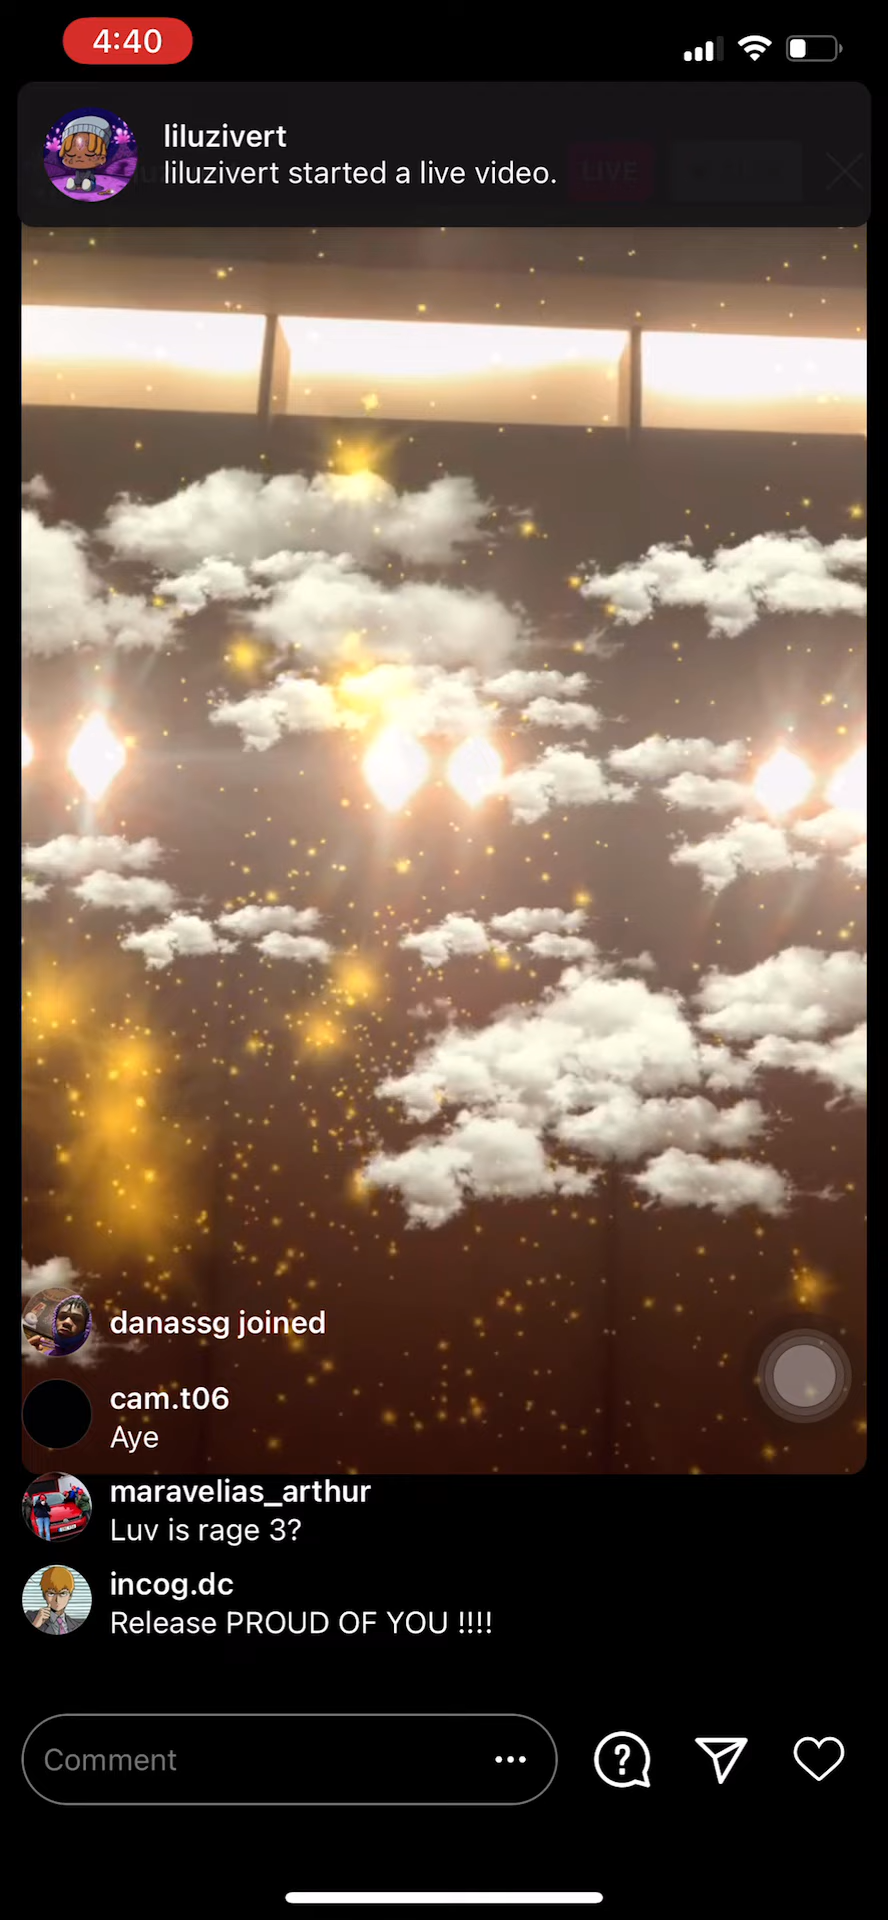 4:40
liluzivert
liluzivert started a live video.
LIVE
danassg joined
cam.t06
Aye
maravelias_arthur
Luv is rage 3?
incog.dc
Release PROUD OF YOU !!!!
Comment